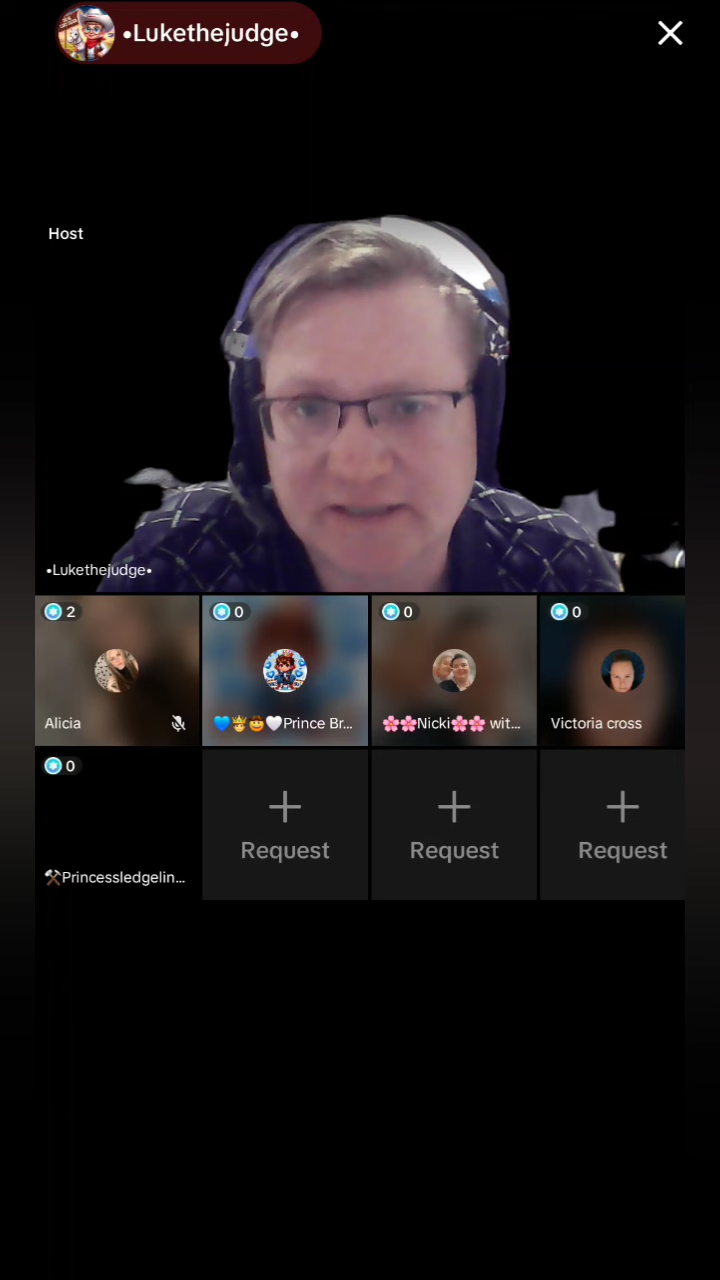 •Lukethejudge•
Host
•Lukethejudge•
2
0
0
0
Alicia
💙🤴🤠🤍Prince Br...
🌸🌸Nicki🌸🌸 wit...
Victoria cross
0
⚒️Princessledgelin...
Request
Request
Request